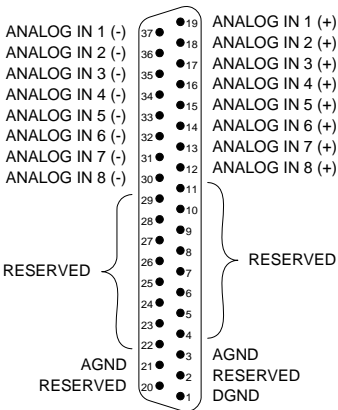 19 ANALOG IN 1 (+)
ANALOG IN 1 (-) 37
18 ANALOG IN 2 (+)
ANALOG IN 2 (-) 36
17 ANALOG IN 3 (+)
ANALOG IN 3 (-) 35
16 ANALOG IN 4 (+)
ANALOG IN 4 (-) 34
15 ANALOG IN 5 (+)
ANALOG IN 5 (-) 33
14 ANALOG IN 6 (+)
ANALOG IN 6 (-) 32
13 ANALOG IN 7 (+)
ANALOG IN 7 (-) 31
12 ANALOG IN 8 (+)
ANALOG IN 8 (-) 30
11
29
10
28
9
27
8
26
RESERVED
7
RESERVED
25
6
24
5
23
4
22
3 AGND
AGND 21
2 RESERVED
RESERVED 20
1 DGND